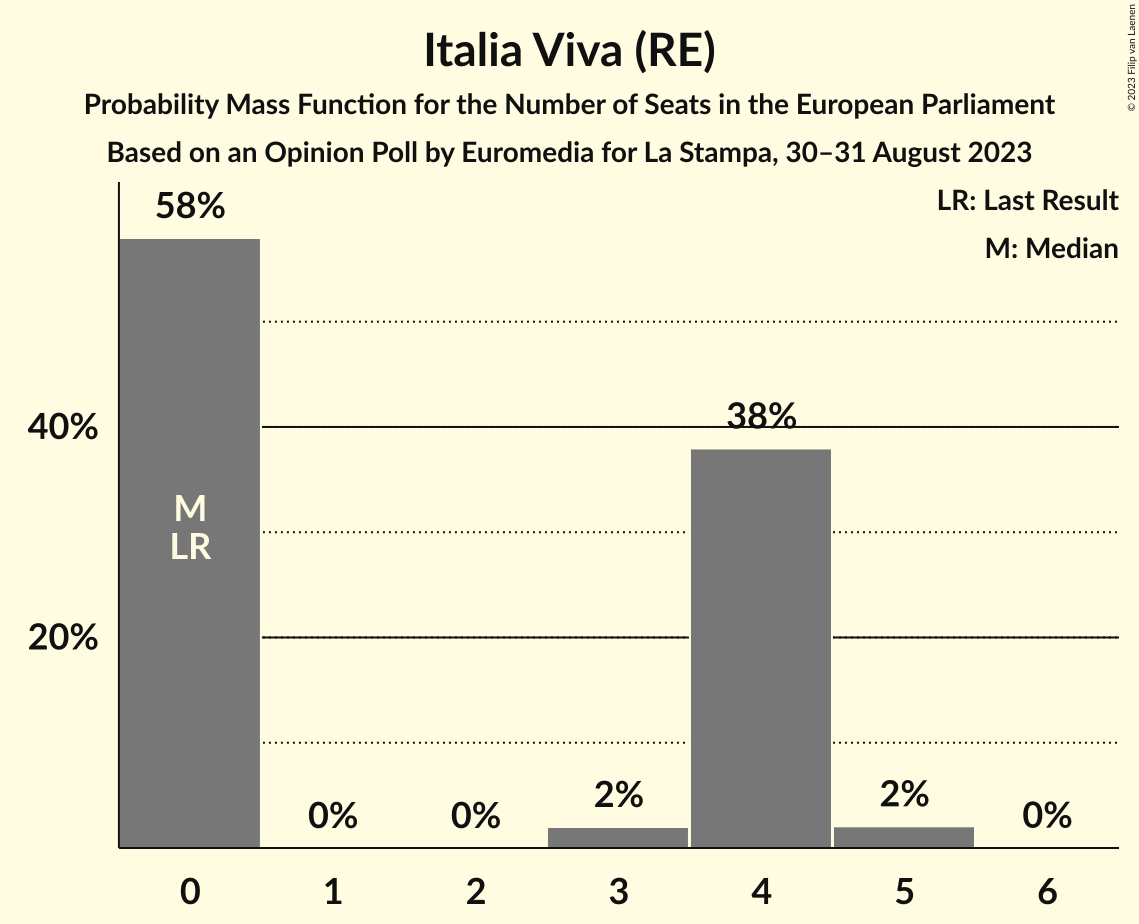 Italia Viva (RE)
Probability Mass Function for the Number of Seats in the European Parliament
Based on an Opinion Poll by Euromedia for La Stampa, 30–31 August 2023
© 2023 Filip van Laenen
LR: Last Result
M: Median
58%
40%
38%
M
LR
20%
2%
2%
0%
0%
0%
0
1
2
3
4
5
6